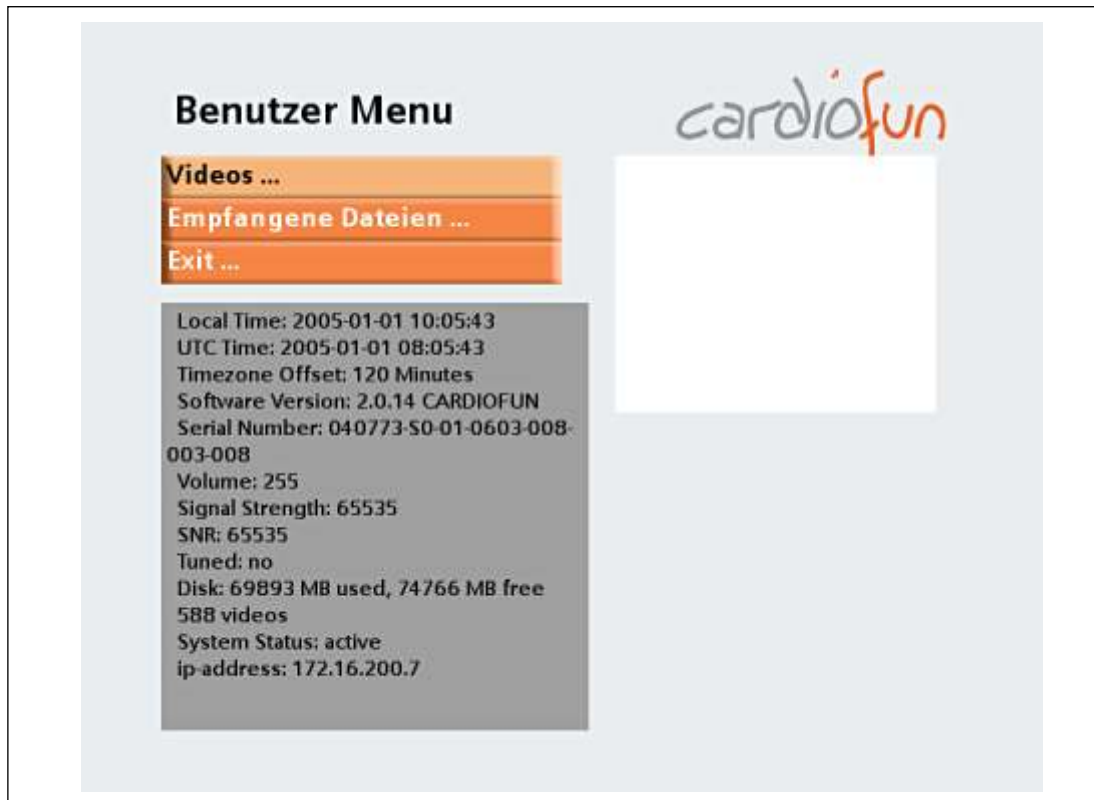 Benutzer Menu
cardiofun
Videos ...
Empfangene Dateien ...
Exit ...
Local Time: 2005-01-01 10:05:43
UTC Time: 2005-01-01 08:05:43
Timezone Offset: 120 Minutes
Software Version: 2.0.14 CARDIOFUN
Serial Number: 040773-S0-01-0603-008-
003-008
Volume: 255
Signal Strength: 65535
SNR: 65535
Tuned: no
Disk: 69893 MB used, 74766 MB free
588 videos
System Status: active
ip-address: 172.16.200.7